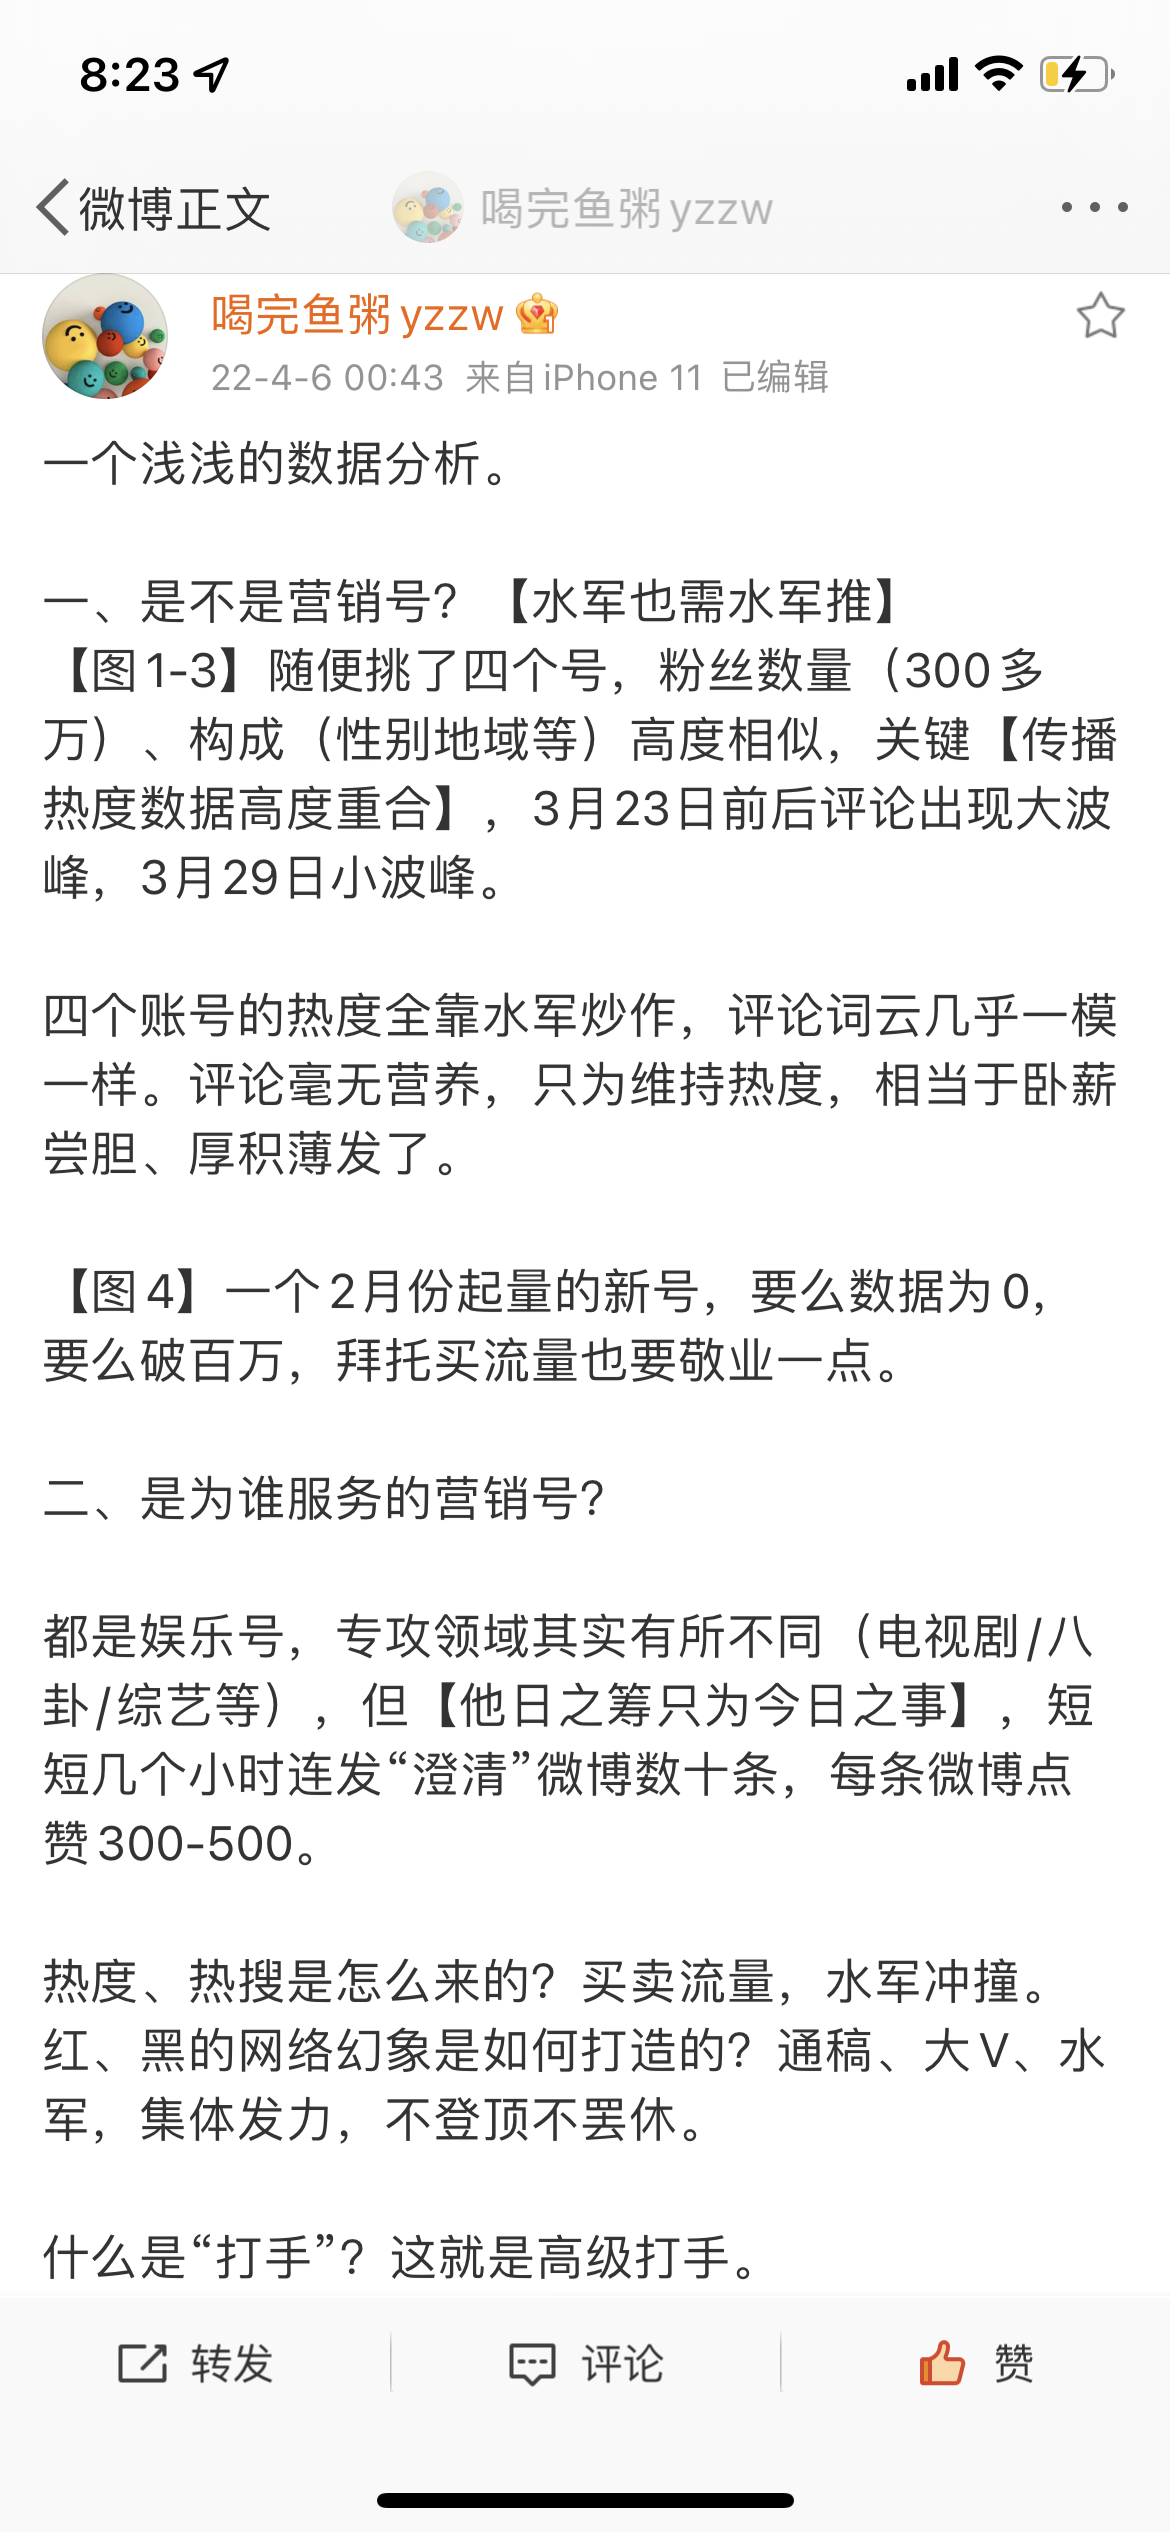 8:23
微博正文
喝完鱼粥yzzw
喝完鱼粥yzzw
22-4-6 00:43 来自iPhone 11 已编辑
一个浅浅的数据分析。
一、是不是营销号？【水军也需水军推】
【图1-3】随便挑了四个号，粉丝数量（300多
万）、构成（性别地域等）高度相似，关键【传播
热度数据高度重合】，3月23日前后评论出现大波
峰，3月29日小波峰。
四个账号的热度全靠水军炒作，评论词云几乎一模
一样。评论毫无营养，只为维持热度，相当于卧薪
尝胆、厚积薄发了。
【图4】一个2月份起量的新号，要么数据为0，
要么破百万，拜托买流量也要敬业一点。
二、是为谁服务的营销号？
都是娱乐号，专攻领域其实有所不同（电视剧/八
卦/综艺等），但【他日之筹只为今日之事】，短
短几个小时连发“澄清”微博数十条，每条微博点
赞300-500。
热度、热搜是怎么来的？买卖流量，水军冲撞。
红、黑的网络幻象是如何打造的？通稿、大V、水
军，集体发力，不登顶不罢休。
什么是“打手”？这就是高级打手。
转发
评论
赞